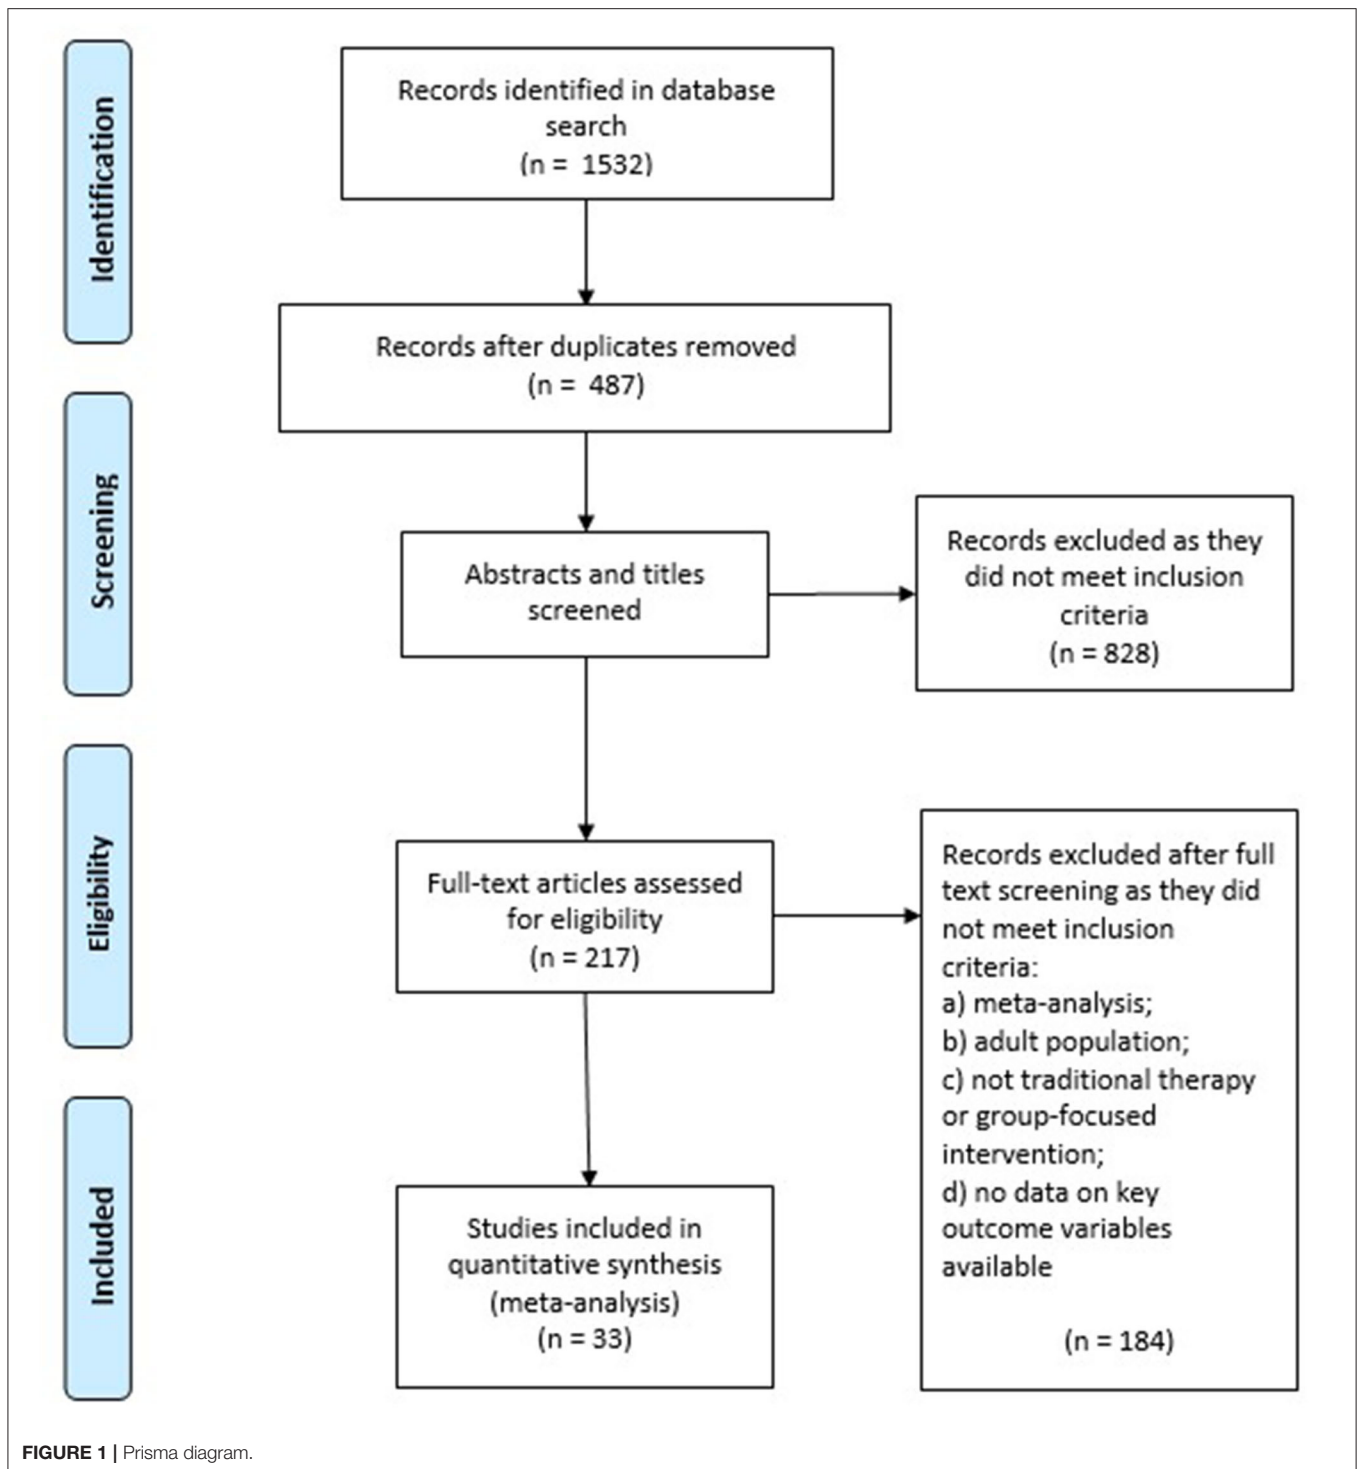 Identification
Records identified in database
search
(n = 1532)
Records after duplicates removed
(n = 487)
Screening
Abstracts and titles
screened
Records excluded as they
did not meet inclusion
criteria
(n = 828)
Eligibility
Full-text articles assessed
for eligibility
(n = 217)
Records excluded after full
text screening as they did
not meet inclusion
criteria:
a) meta-analysis;
b) adult population;
c) not traditional therapy
or group-focused
intervention;
d) no data on key
outcome variables
available
(n = 184)
Included
Studies included in
quantitative synthesis
(meta-analysis)
(n = 33)
FIGURE 1 | Prisma diagram.